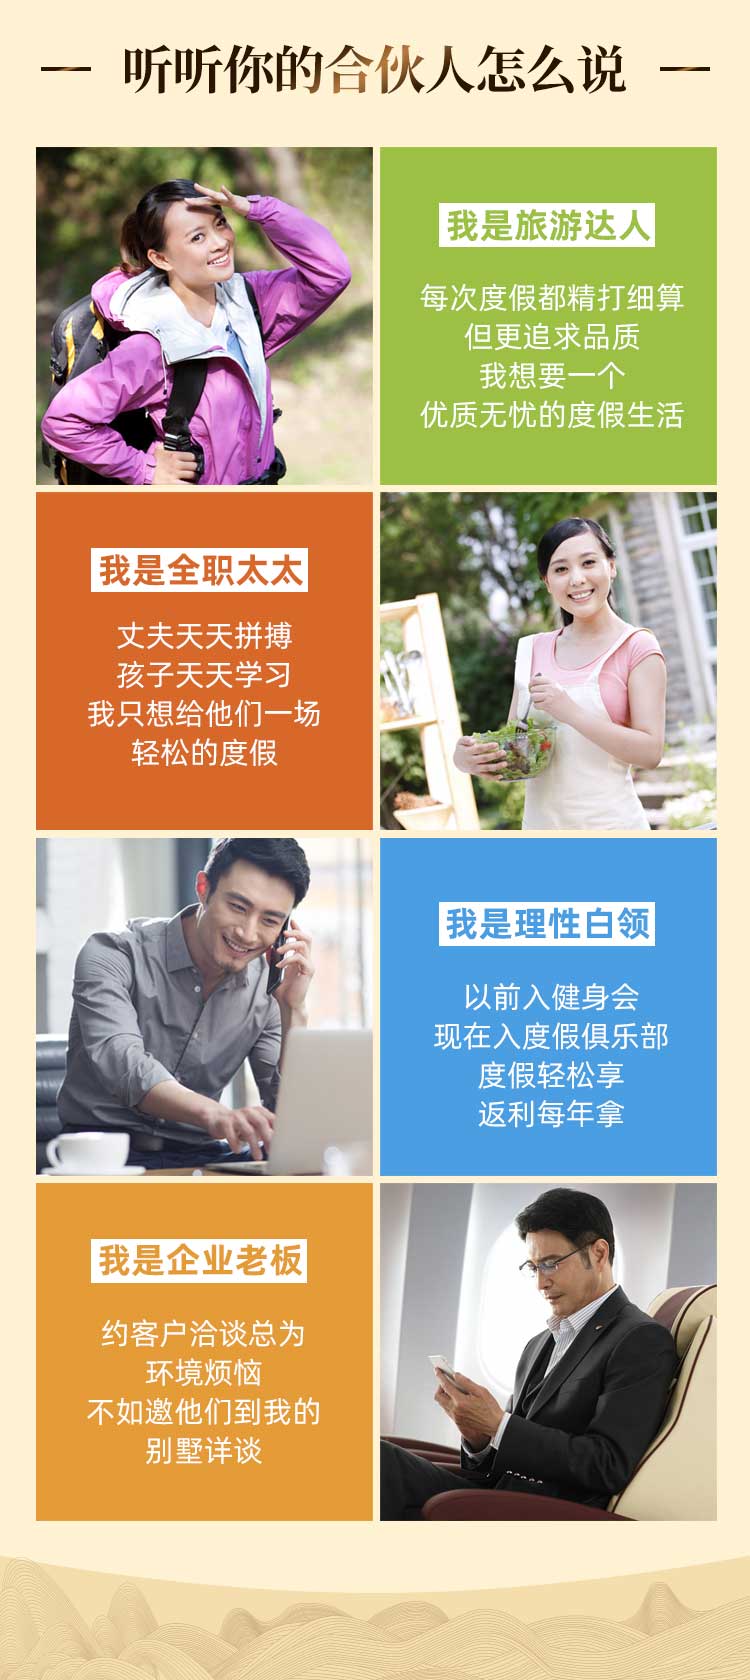 听听你的合伙人怎么说
我是旅游达人
每次度假都精打细算
但更追求品质
我想要一个
优质无忧的度假生活
我是全职太太
丈夫天天拼搏
孩子天天学习
我只想给他们一场
轻松的度假
我是理性白领
以前入健身会
现在入度假俱乐部
度假轻松享
返利每年拿
我是企业老板
约客户洽谈总为
环境烦恼
不如邀他们到我的
别墅详谈